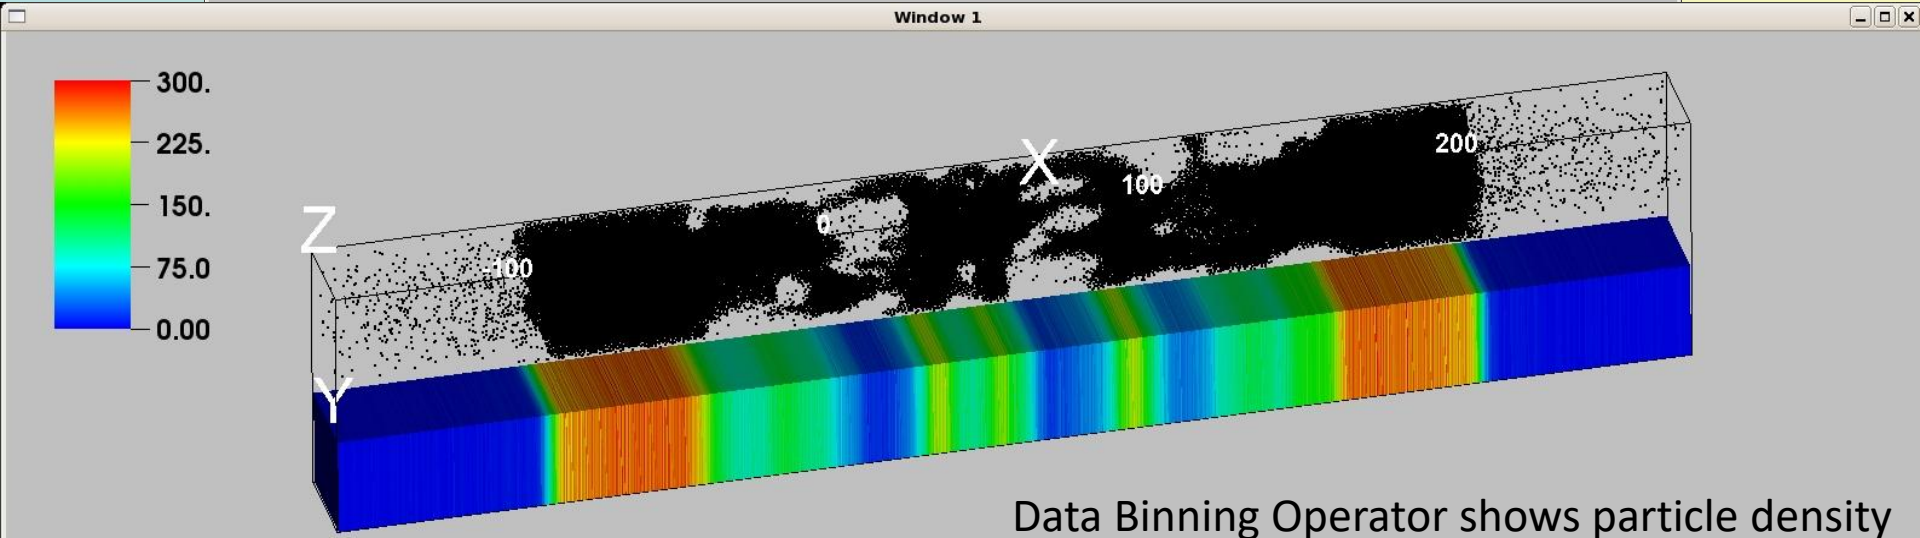 Window 1
300.
225.
150.
75.0
0.00
X
200
100
Z
0
-100
Y
Data Binning Operator shows particle density